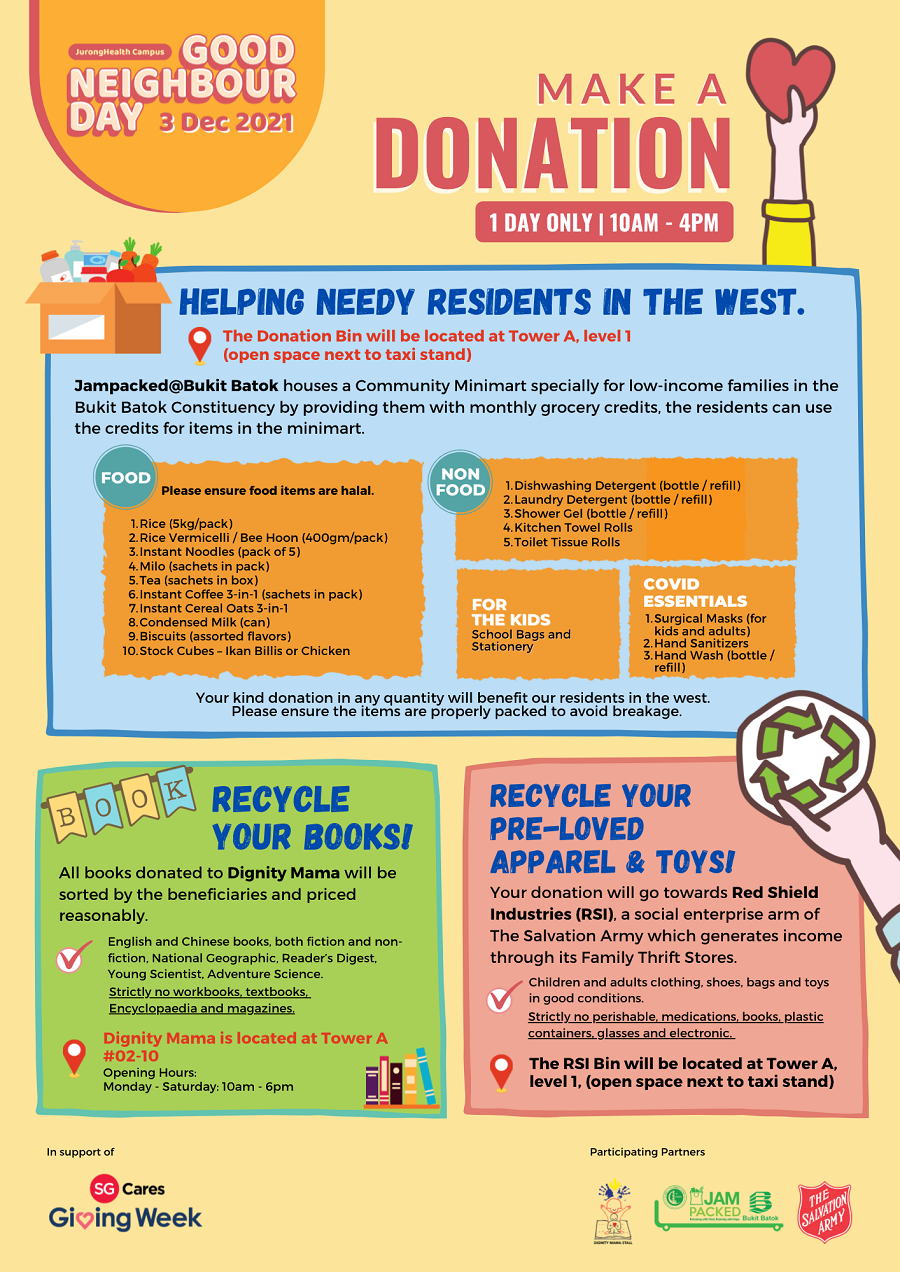 JurongHealth Campus
GOOD
NEIGHBOUR
DAY 3 Dec 2021
MAKE A
DONATION
1 DAY ONLY | 10AM - 4PM
HELPING NEEDY RESIDENTS IN THE WEST.
The Donation Bin will be located at Tower A, level 1
(open space next to taxi stand)
Jampacked@Bukit Batok houses a Community Minimart specially for low-income families in the
Bukit Batok Constituency by providing them with monthly grocery credits, the residents can use
the credits for items in the minimart.
FOOD
Please ensure food items are halal.
1. Rice (5kg/pack)
2. Rice Vermicelli / Bee Hoon (400gm/pack)
3. Instant Noodles (pack of 5)
4. Milo (sachets in pack)
5. Tea (sachets in box)
6. Instant Coffee 3-in-1 (sachets in pack)
7. Instant Cereal Oats 3-in-1
8. Condensed Milk (can)
9. Biscuits (assorted flavors)
10. Stock Cubes – Ikan Billis or Chicken
NON
FOOD
1. Dishwashing Detergent (bottle / refill)
2. Laundry Detergent (bottle / refill)
3. Shower Gel (bottle / refill)
4. Kitchen Towel Rolls
5. Toilet Tissue Rolls
FOR
THE KIDS
School Bags and
Stationery
COVID
ESSENTIALS
1. Surgical Masks (for
kids and adults)
2. Hand Sanitizers
3. Hand Wash (bottle /
refill)
Your kind donation in any quantity will benefit our residents in the west.
Please ensure the items are properly packed to avoid breakage.
BOOK
RECYCLE
YOUR BOOKS!
All books donated to Dignity Mama will be
sorted by the beneficiaries and priced
reasonably.
English and Chinese books, both fiction and non-
fiction, National Geographic, Reader's Digest,
Young Scientist, Adventure Science.
Strictly no workbooks, textbooks,
Encyclopaedia and magazines.
Dignity Mama is located at Tower A
#02-10
Opening Hours:
Monday - Saturday: 10am - 6pm
RECYCLE YOUR
PRE-LOVED
APPAREL & TOYS!
Your donation will go towards Red Shield
Industries (RSI), a social enterprise arm of
The Salvation Army which generates income
through its Family Thrift Stores.
Children and adults clothing, shoes, bags and toys
in good conditions.
Strictly no perishable, medications, books, plastic
containers, glasses and electronic.
The RSI Bin will be located at Tower A,
level 1, (open space next to taxi stand)
In support of
SG Cares
Giving Week
Participating Partners
DIGNITY MAMA STALL
JAM
PACKED
Bukit Batok
THE
SALVATION
ARMY